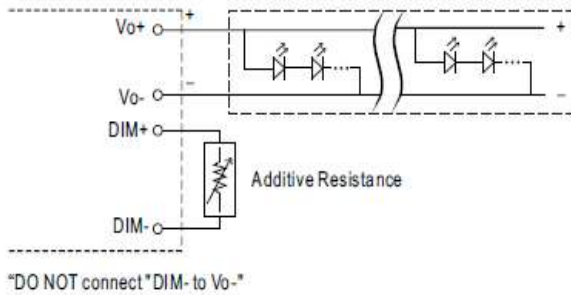 Vo+ + +
Vo- – –
DIM+
Additive Resistance
DIM-
"DO NOT connect "DIM- to Vo-"